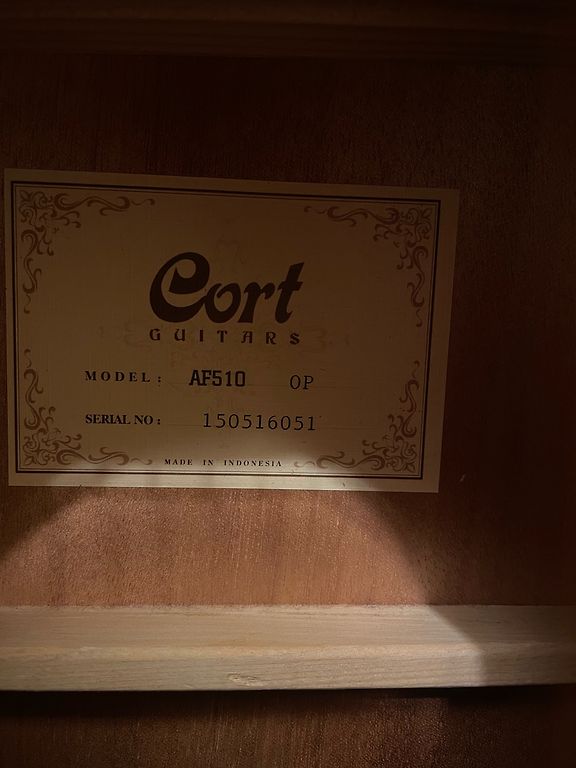 Cort
GUITARS
MODEL: AF510 OP
SERIAL NO: 150516051
MADE IN INDONESIA